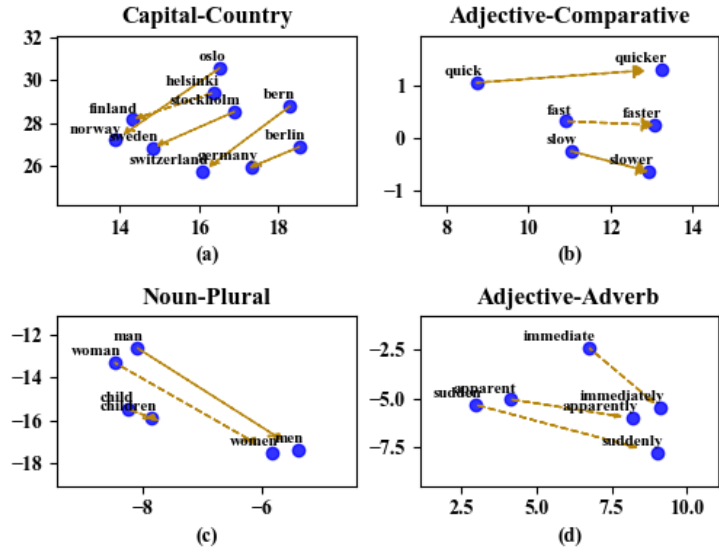 Capital-Country
32
30
28
26
oslo
helsinki
bern
finland
stockholm
norway
sweden
berlin
switzerland
germany
14 16 18
(a)
Adjective-Comparative
1
0
−1
quick
quicker
fast
faster
slow
slower
8 10 12 14
(b)
Noun-Plural
−12
−14
−16
−18
man
woman
child
children
women
men
−8 −6
(c)
Adjective-Adverb
−2.5
−5.0
−7.5
immediate
sudden
apparent
immediately
apparently
suddenly
2.5 5.0 7.5 10.0
(d)